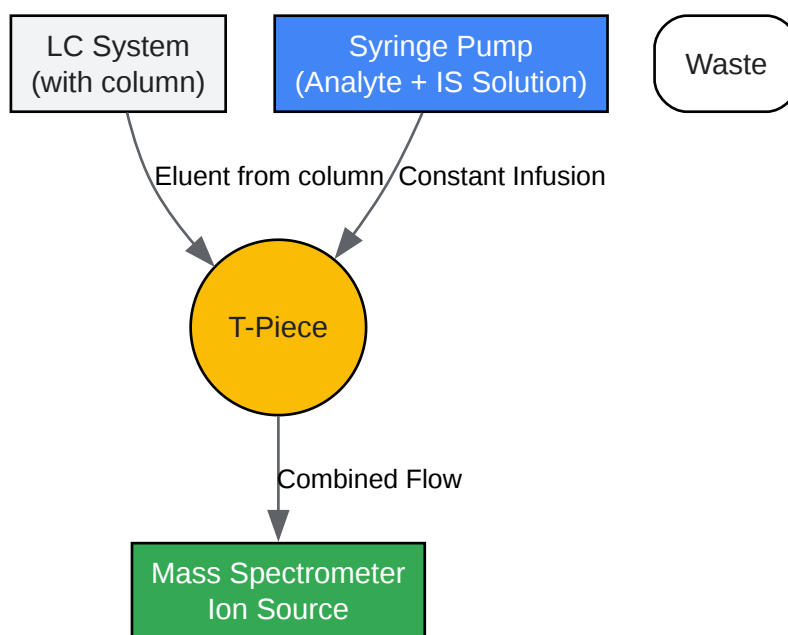 LC System
(with column)
Syringe Pump
(Analyte + IS Solution)
Waste
Eluent from column
Constant Infusion
T-Piece
Combined Flow
Mass Spectrometer
Ion Source